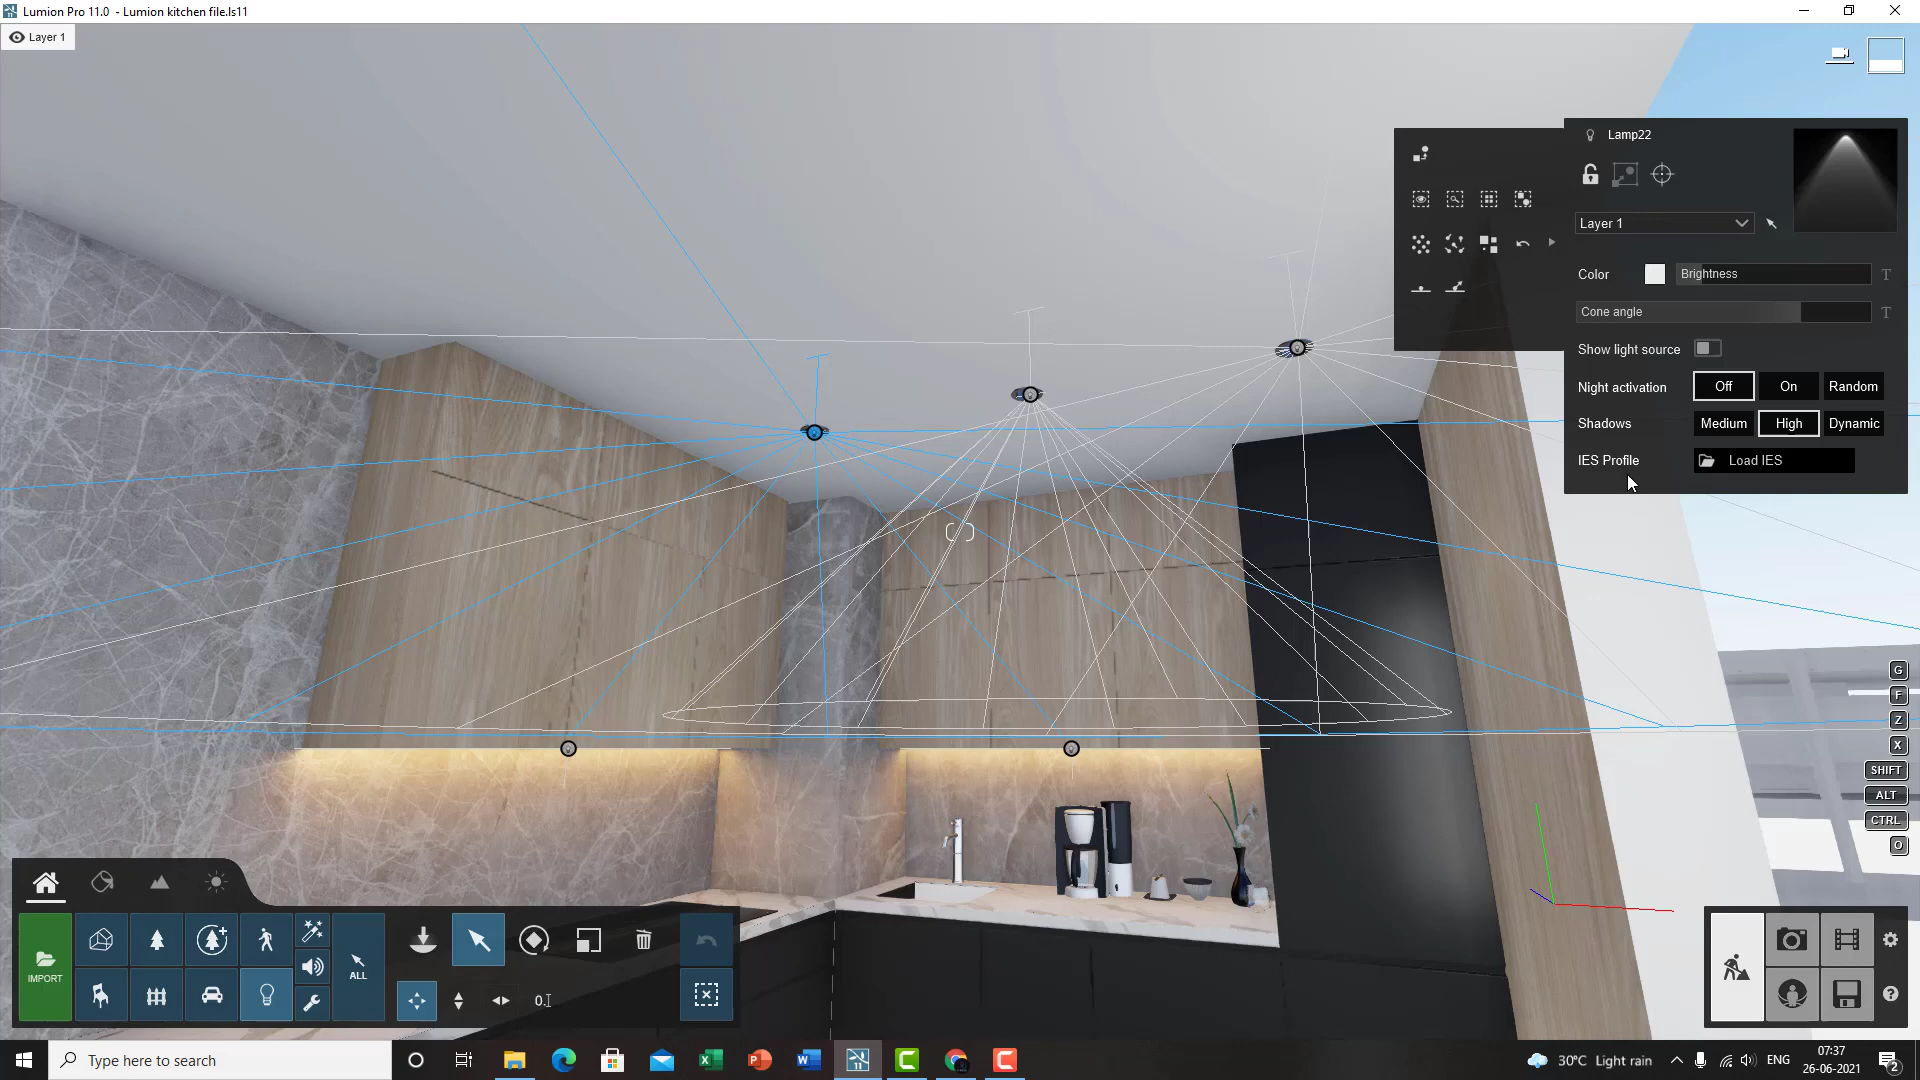 Lumion Pro 11.0 - Lumion kitchen file.ls11
Layer 1
Lamp22
Layer 1
Color
Brightness
T
Cone angle
T
Show light source
Night activation
Off
On
Random
Shadows
Medium
High
Dynamic
IES Profile
Load IES
G
F
Z
X
SHIFT
ALT
CTRL
O
IMPORT
ALL
0.
Type here to search
30°C Light rain
ENG
07:37
26-06-2021
2